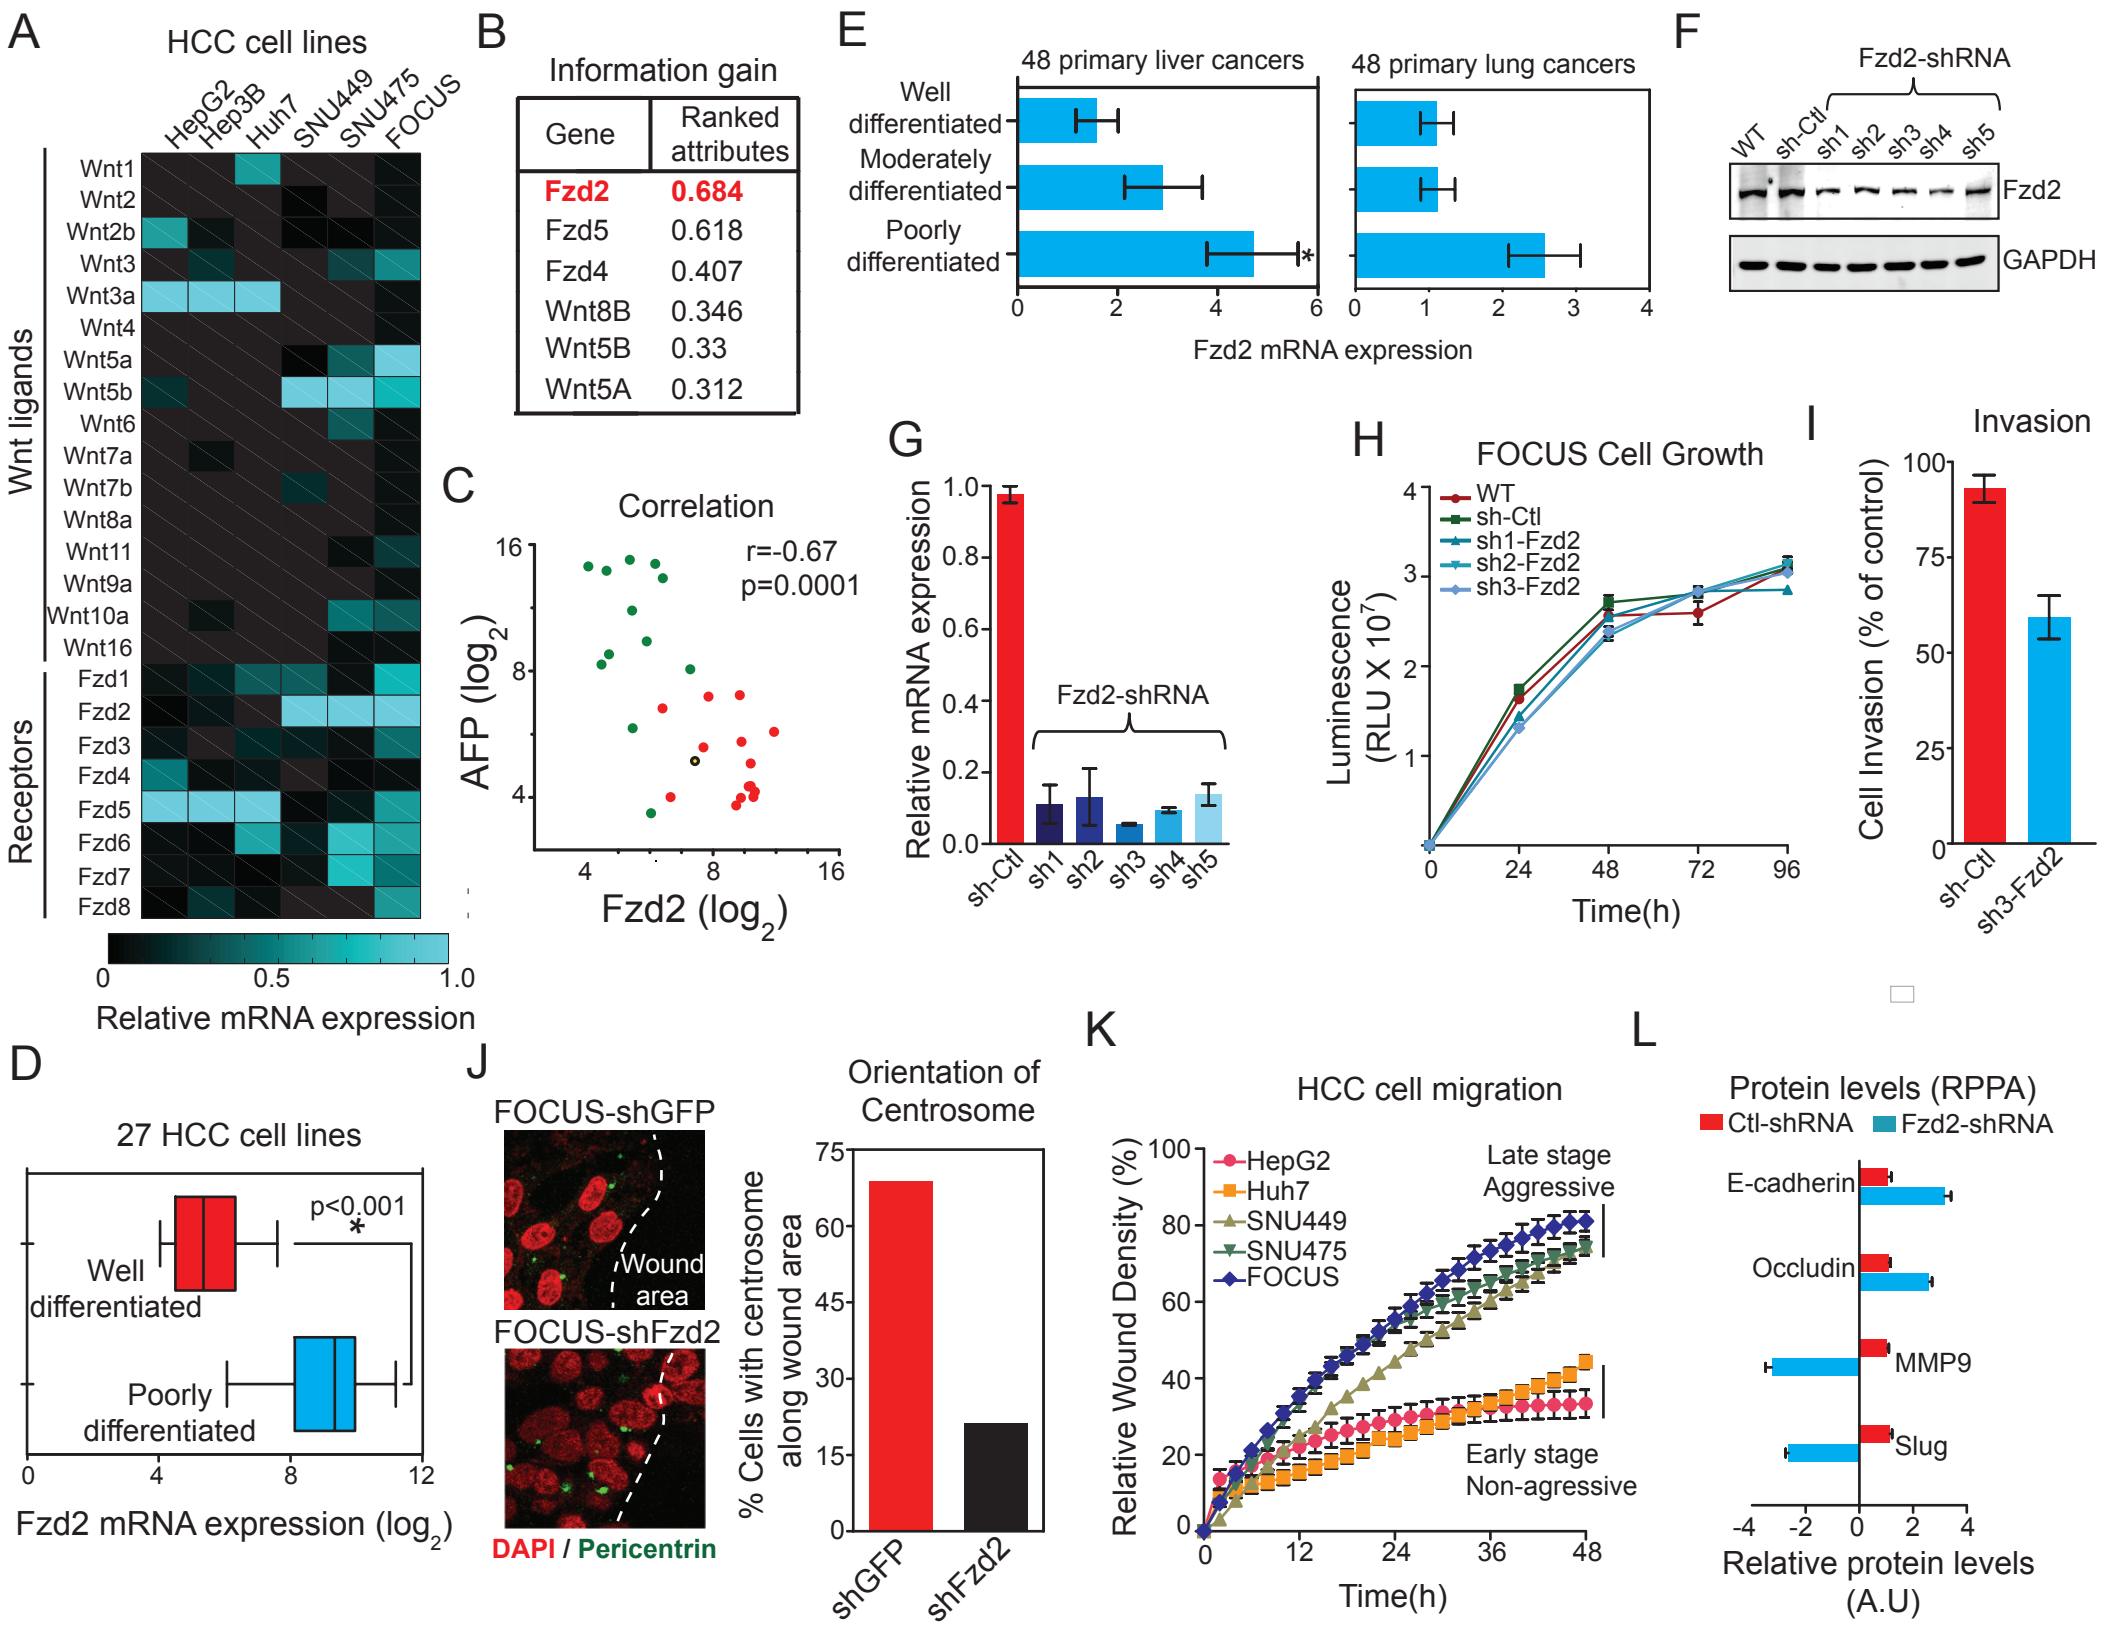 A
HCC cell lines
HepG2
Hep3B
Huh7
SNU449
SNU475
FOCUS
Wnt ligands
Wnt1
Wnt2
Wnt2b
Wnt3
Wnt3a
Wnt4
Wnt5a
Wnt5b
Wnt6
Wnt7a
Wnt7b
Wnt8a
Wnt11
Wnt9a
Wnt10a
Wnt16
Receptors
Fzd1
Fzd2
Fzd3
Fzd4
Fzd5
Fzd6
Fzd7
Fzd8
0 0.5 1.0
Relative mRNA expression
B
Information gain
Gene Ranked attributes
Fzd2 0.684
Fzd5 0.618
Fzd4 0.407
Wnt8B 0.346
Wnt5B 0.33
Wnt5A 0.312
C
Correlation
r=-0.67
p=0.0001
16
8
4
AFP (log2)
4 8 16
Fzd2 (log2)
D
27 HCC cell lines
p<0.001
*
Well
differentiated
Poorly
differentiated
0 4 8 12
Fzd2 mRNA expression (log2)
E
48 primary liver cancers
48 primary lung cancers
Well
differentiated
Moderately
differentiated
Poorly
differentiated
*
0 2 4 6
0 1 2 3 4
Fzd2 mRNA expression
F
Fzd2-shRNA
WT
sh-Ctl
sh1
sh2
sh3
sh4
sh5
Fzd2
GAPDH
G
Relative mRNA expression
1.0
0.8
0.6
0.4
0.2
0.0
Fzd2-shRNA
sh-Ctl
sh1
sh2
sh3
sh4
sh5
H
FOCUS Cell Growth
WT
sh-Ctl
sh1-Fzd2
sh2-Fzd2
sh3-Fzd2
Luminescence
(RLU X 10^7)
4
3
2
1
0 24 48 72 96
Time(h)
I
Invasion
Cell Invasion (% of control)
100
75
50
25
0
sh-Ctl
sh3-Fzd2
J
FOCUS-shGFP
Wound
area
FOCUS-shFzd2
DAPI / Pericentrin
Orientation of
Centrosome
% Cells with centrosome
along wound area
75
60
45
30
15
0
shGFP
shFzd2
K
HCC cell migration
Relative Wound Density (%)
100
80
60
40
20
0
HepG2
Huh7
SNU449
SNU475
FOCUS
Late stage
Aggressive
Early stage
Non-agressive
0 12 24 36 48
Time(h)
L
Protein levels (RPPA)
Ctl-shRNA Fzd2-shRNA
E-cadherin
Occludin
MMP9
Slug
-4 -2 0 2 4
Relative protein levels
(A.U)